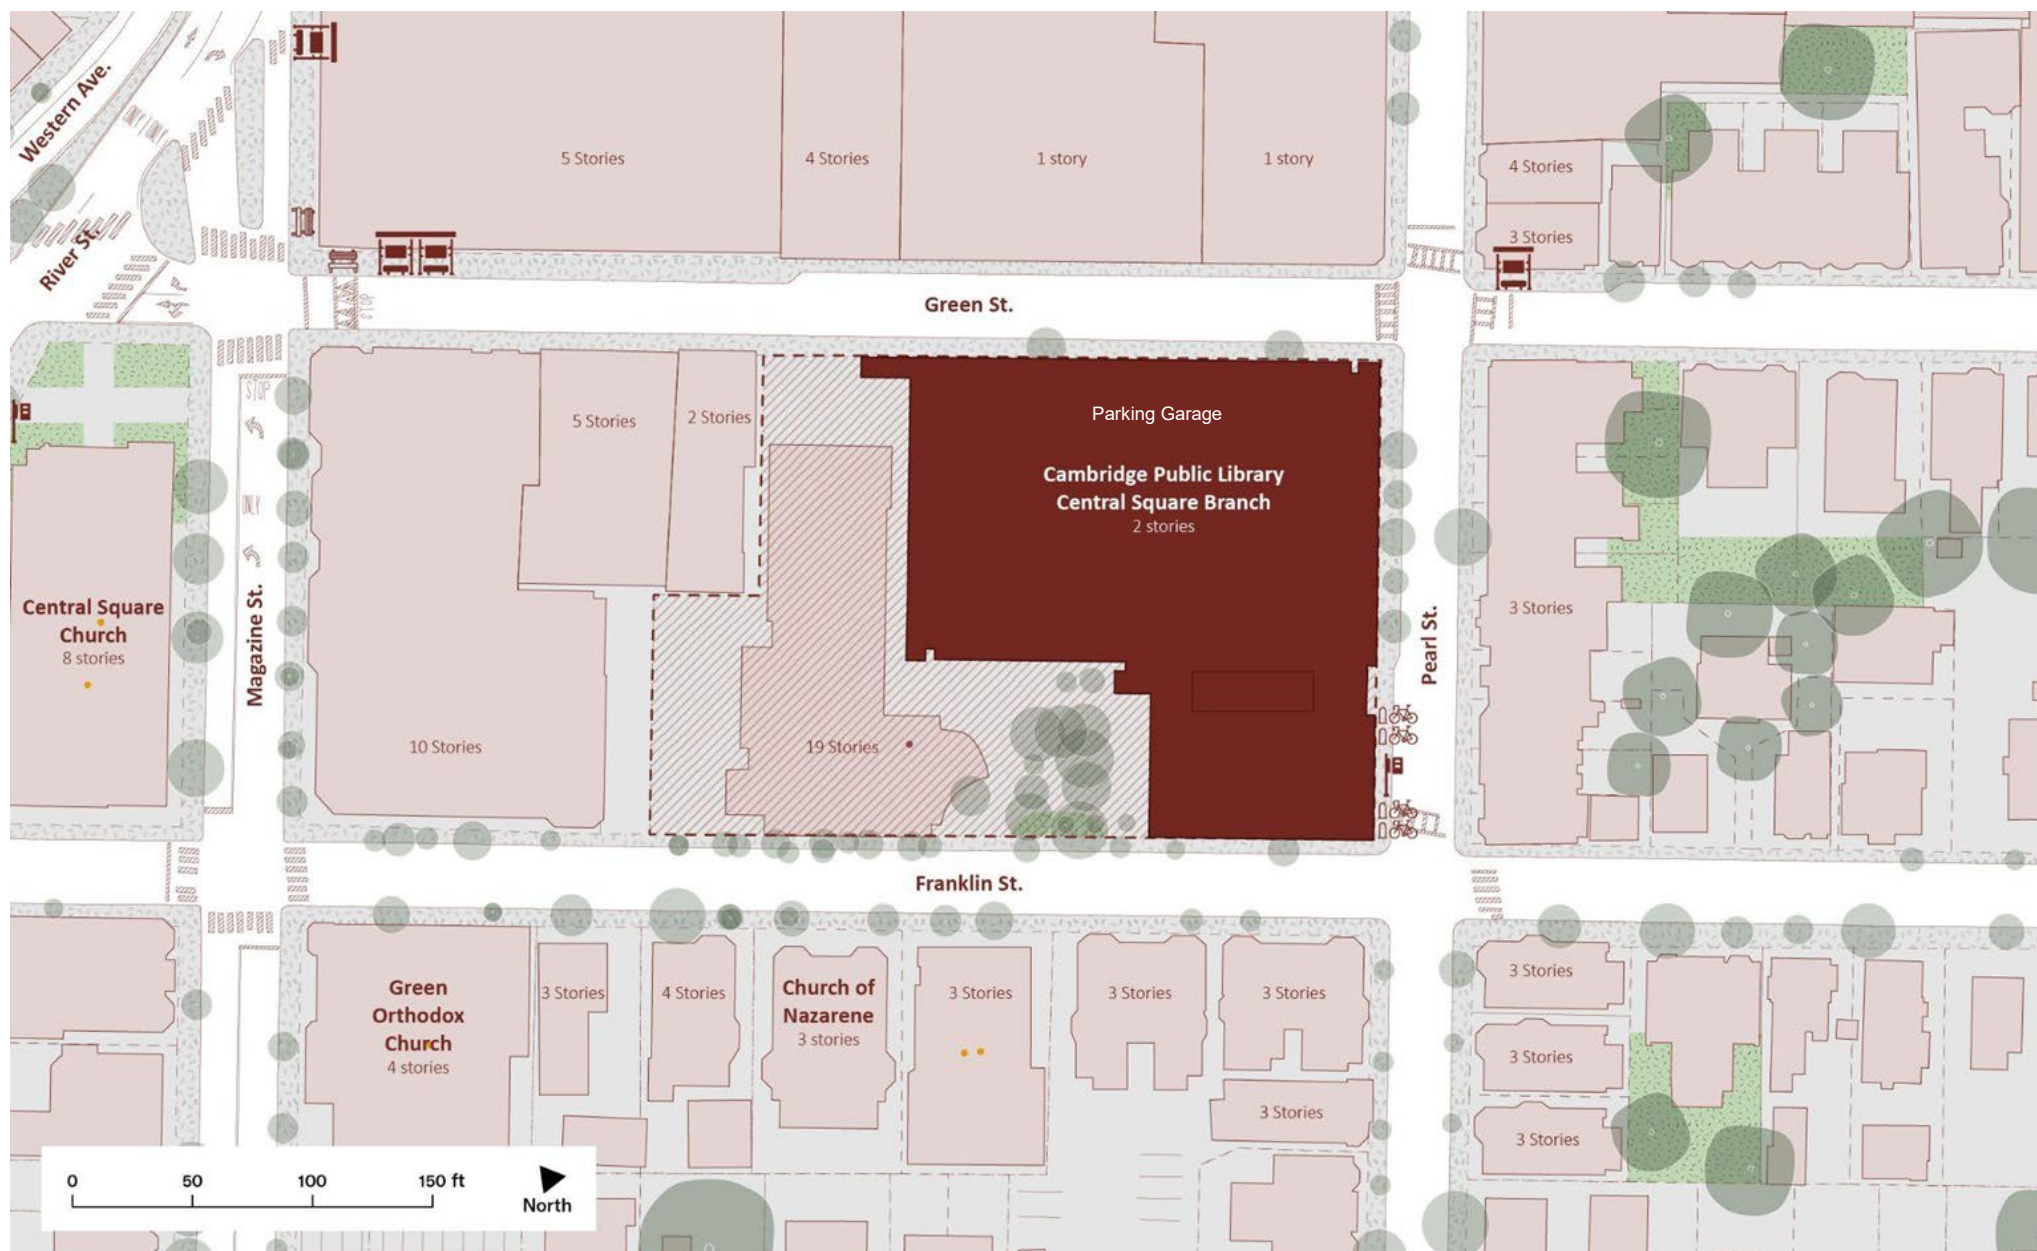 Western Ave.
River St.
5 Stories
4 Stories
1 story
1 story
4 Stories
3 Stories
STOP
Green St.
STOP
ONLY
Magazine St.
5 Stories
2 Stories
Parking Garage
Cambridge Public Library
Central Square Branch
2 stories
Central Square
Church
8 stories
10 Stories
19 Stories
Pearl St.
3 Stories
Franklin St.
Green
Orthodox
Church
4 stories
3 Stories
4 Stories
Church of
Nazarene
3 stories
3 Stories
3 Stories
3 Stories
3 Stories
3 Stories
3 Stories
3 Stories
0 50 100 150 ft
North